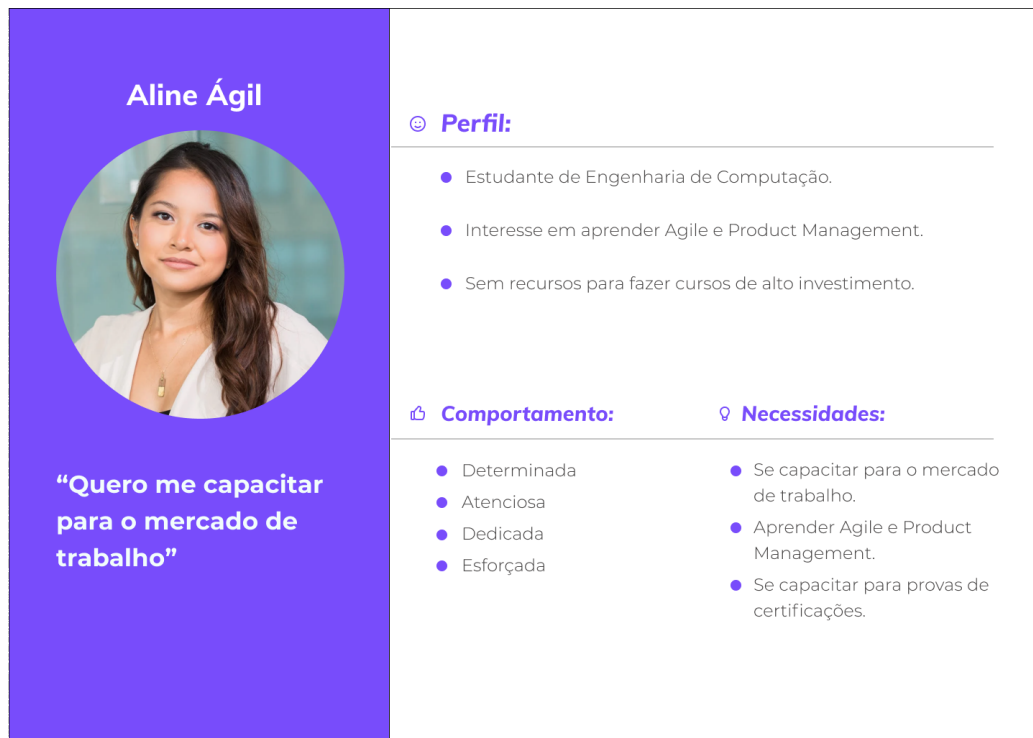 Aline Ágil
“Quero me capacitar
para o mercado de
trabalho”
Perfil:
Estudante de Engenharia de Computação.
Interesse em aprender Agile e Product Management.
Sem recursos para fazer cursos de alto investimento.
Comportamento:
Determinada
Atenciosa
Dedicada
Esforçada
Necessidades:
Se capacitar para o mercado
de trabalho.
Aprender Agile e Product
Management.
Se capacitar para provas de
certificações.